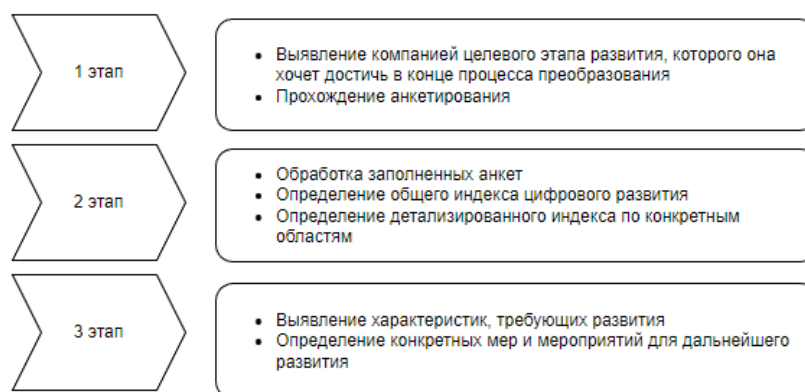 1 этап
• Выявление компанией целевого этапа развития, которого она
хочет достичь в конце процесса преобразования
• Прохождение анкетирования
2 этап
• Обработка заполненных анкет
• Определение общего индекса цифрового развития
• Определение детализированного индекса по конкретным
областям
3 этап
• Выявление характеристик, требующих развития
• Определение конкретных мер и мероприятий для дальнейшего
развития